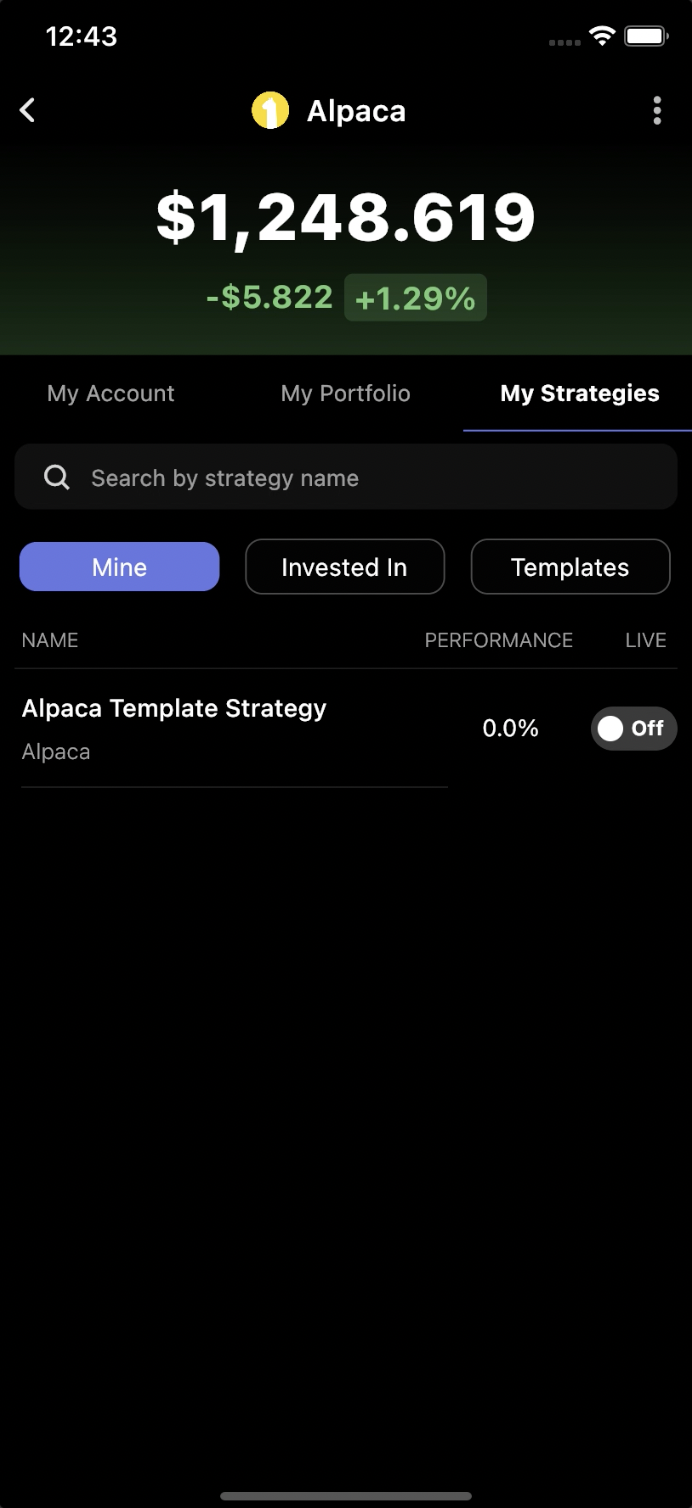 12:43
Alpaca
$1,248.619
-$5.822 +1.29%
My Account My Portfolio My Strategies
Search by strategy name
Mine Invested In Templates
NAME PERFORMANCE LIVE
Alpaca Template Strategy
0.0% Off
Alpaca